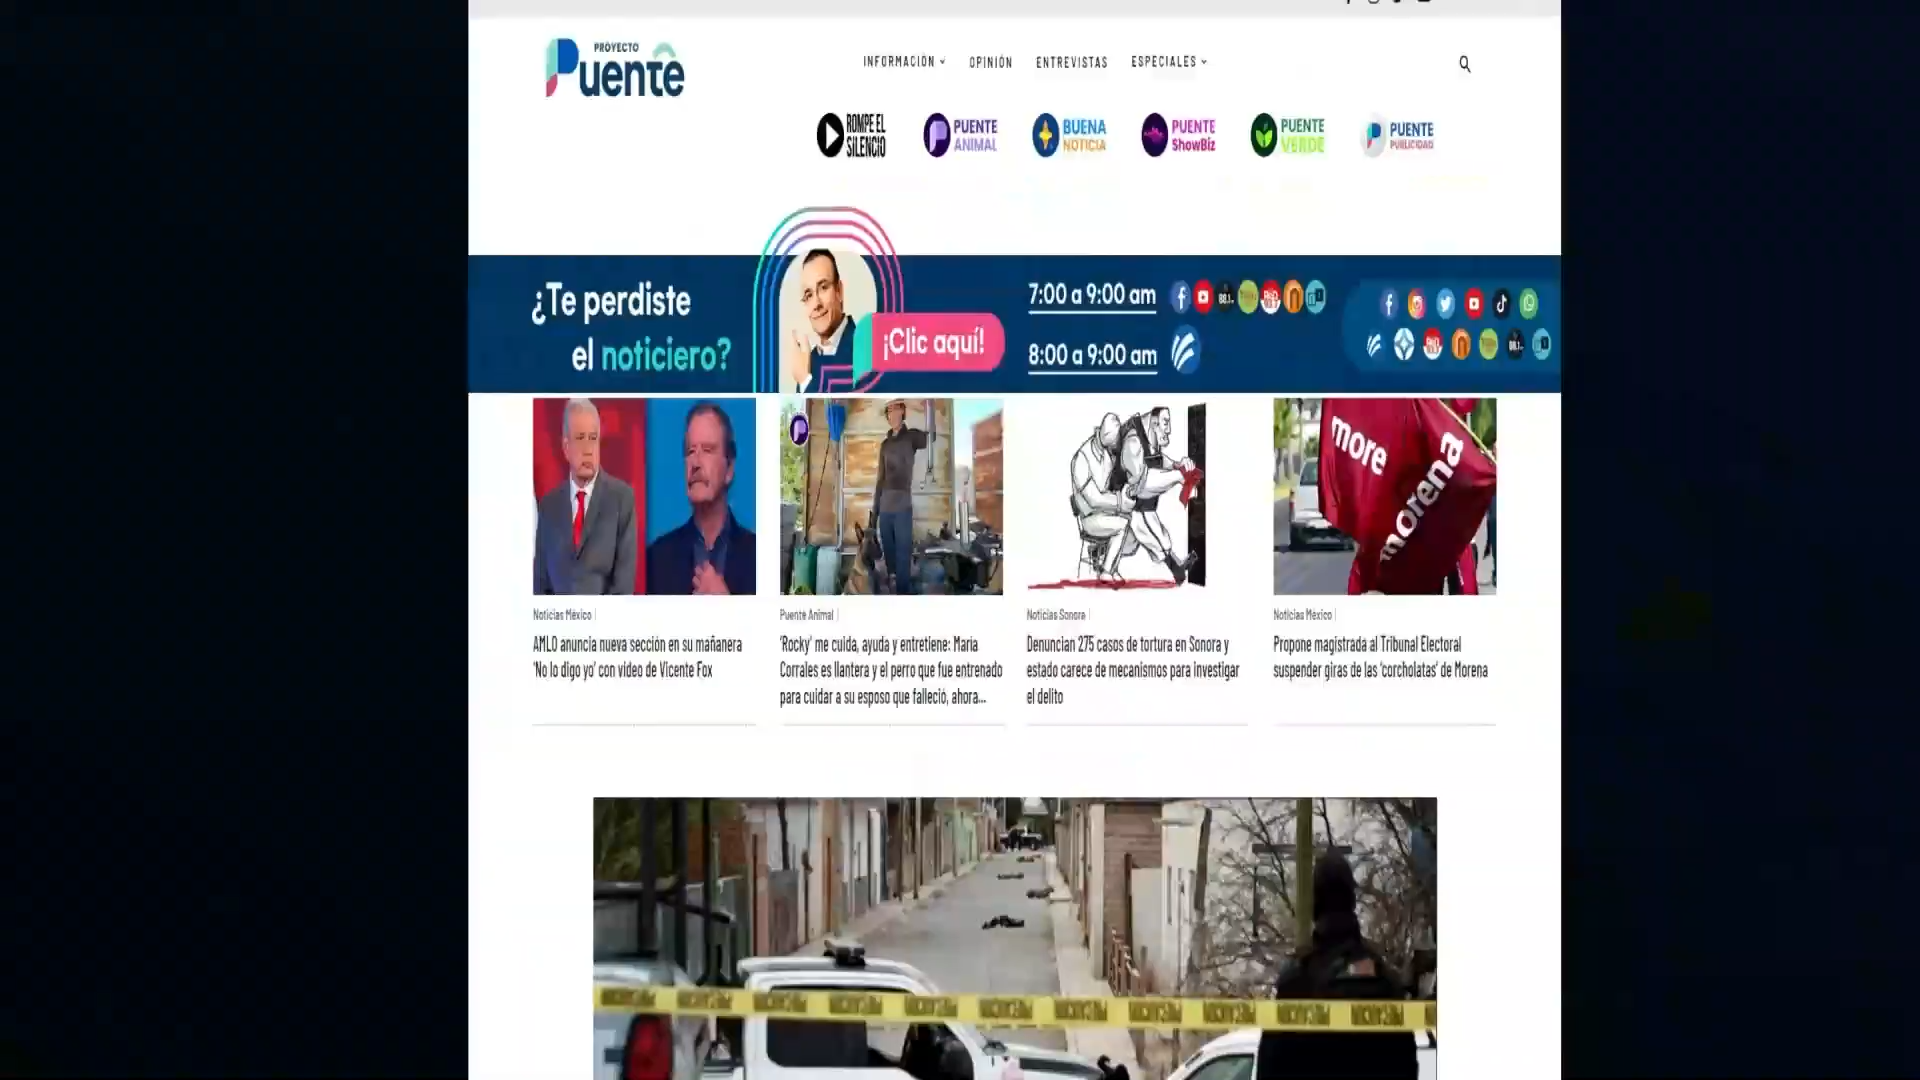 PROYECTO
Puente
INFORMACIÓN OPINIÓN ENTREVISTAS ESPECIALES
ROMPE EL
SILENCIO
PUENTE
ANIMAL
BUENA
NOTICIA
PUENTE
ShowBiz
PUENTE
VERDE
PUENTE
PUBLICIDAD
¿Te perdiste
el noticiero?
¡Clic aquí!
7:00 a 9:00 am
8:00 a 9:00 am
more
morena
Noticias México
AMLO anuncia nueva sección en su mañanera
'No lo digo yo' con video de Vicente Fox
Puente Animal
'Rocky' me cuida, ayuda y entretiene: María
Corrales es llantera y el perro que fue entrenado
para cuidar a su esposo que falleció, ahora...
Noticias Sonora
Denuncian 275 casos de tortura en Sonora y
estado carece de mecanismos para investigar
el delito
Noticias México
Propone magistrada al Tribunal Electoral
suspender giras de las 'corcholatas' de Morena